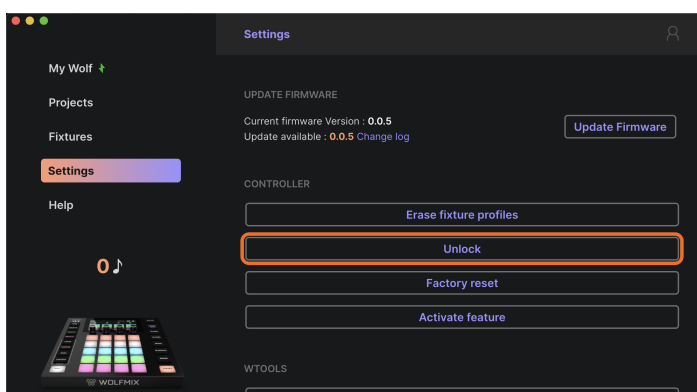 Settings
My Wolf
Projects
Fixtures
Settings
Help
0
WOLFMIX
UPDATE FIRMWARE
Current firmware Version : 0.0.5
Update available : 0.0.5 Change log
Update Firmware
CONTROLLER
Erase fixture profiles
Unlock
Factory reset
Activate feature
WTOOLS